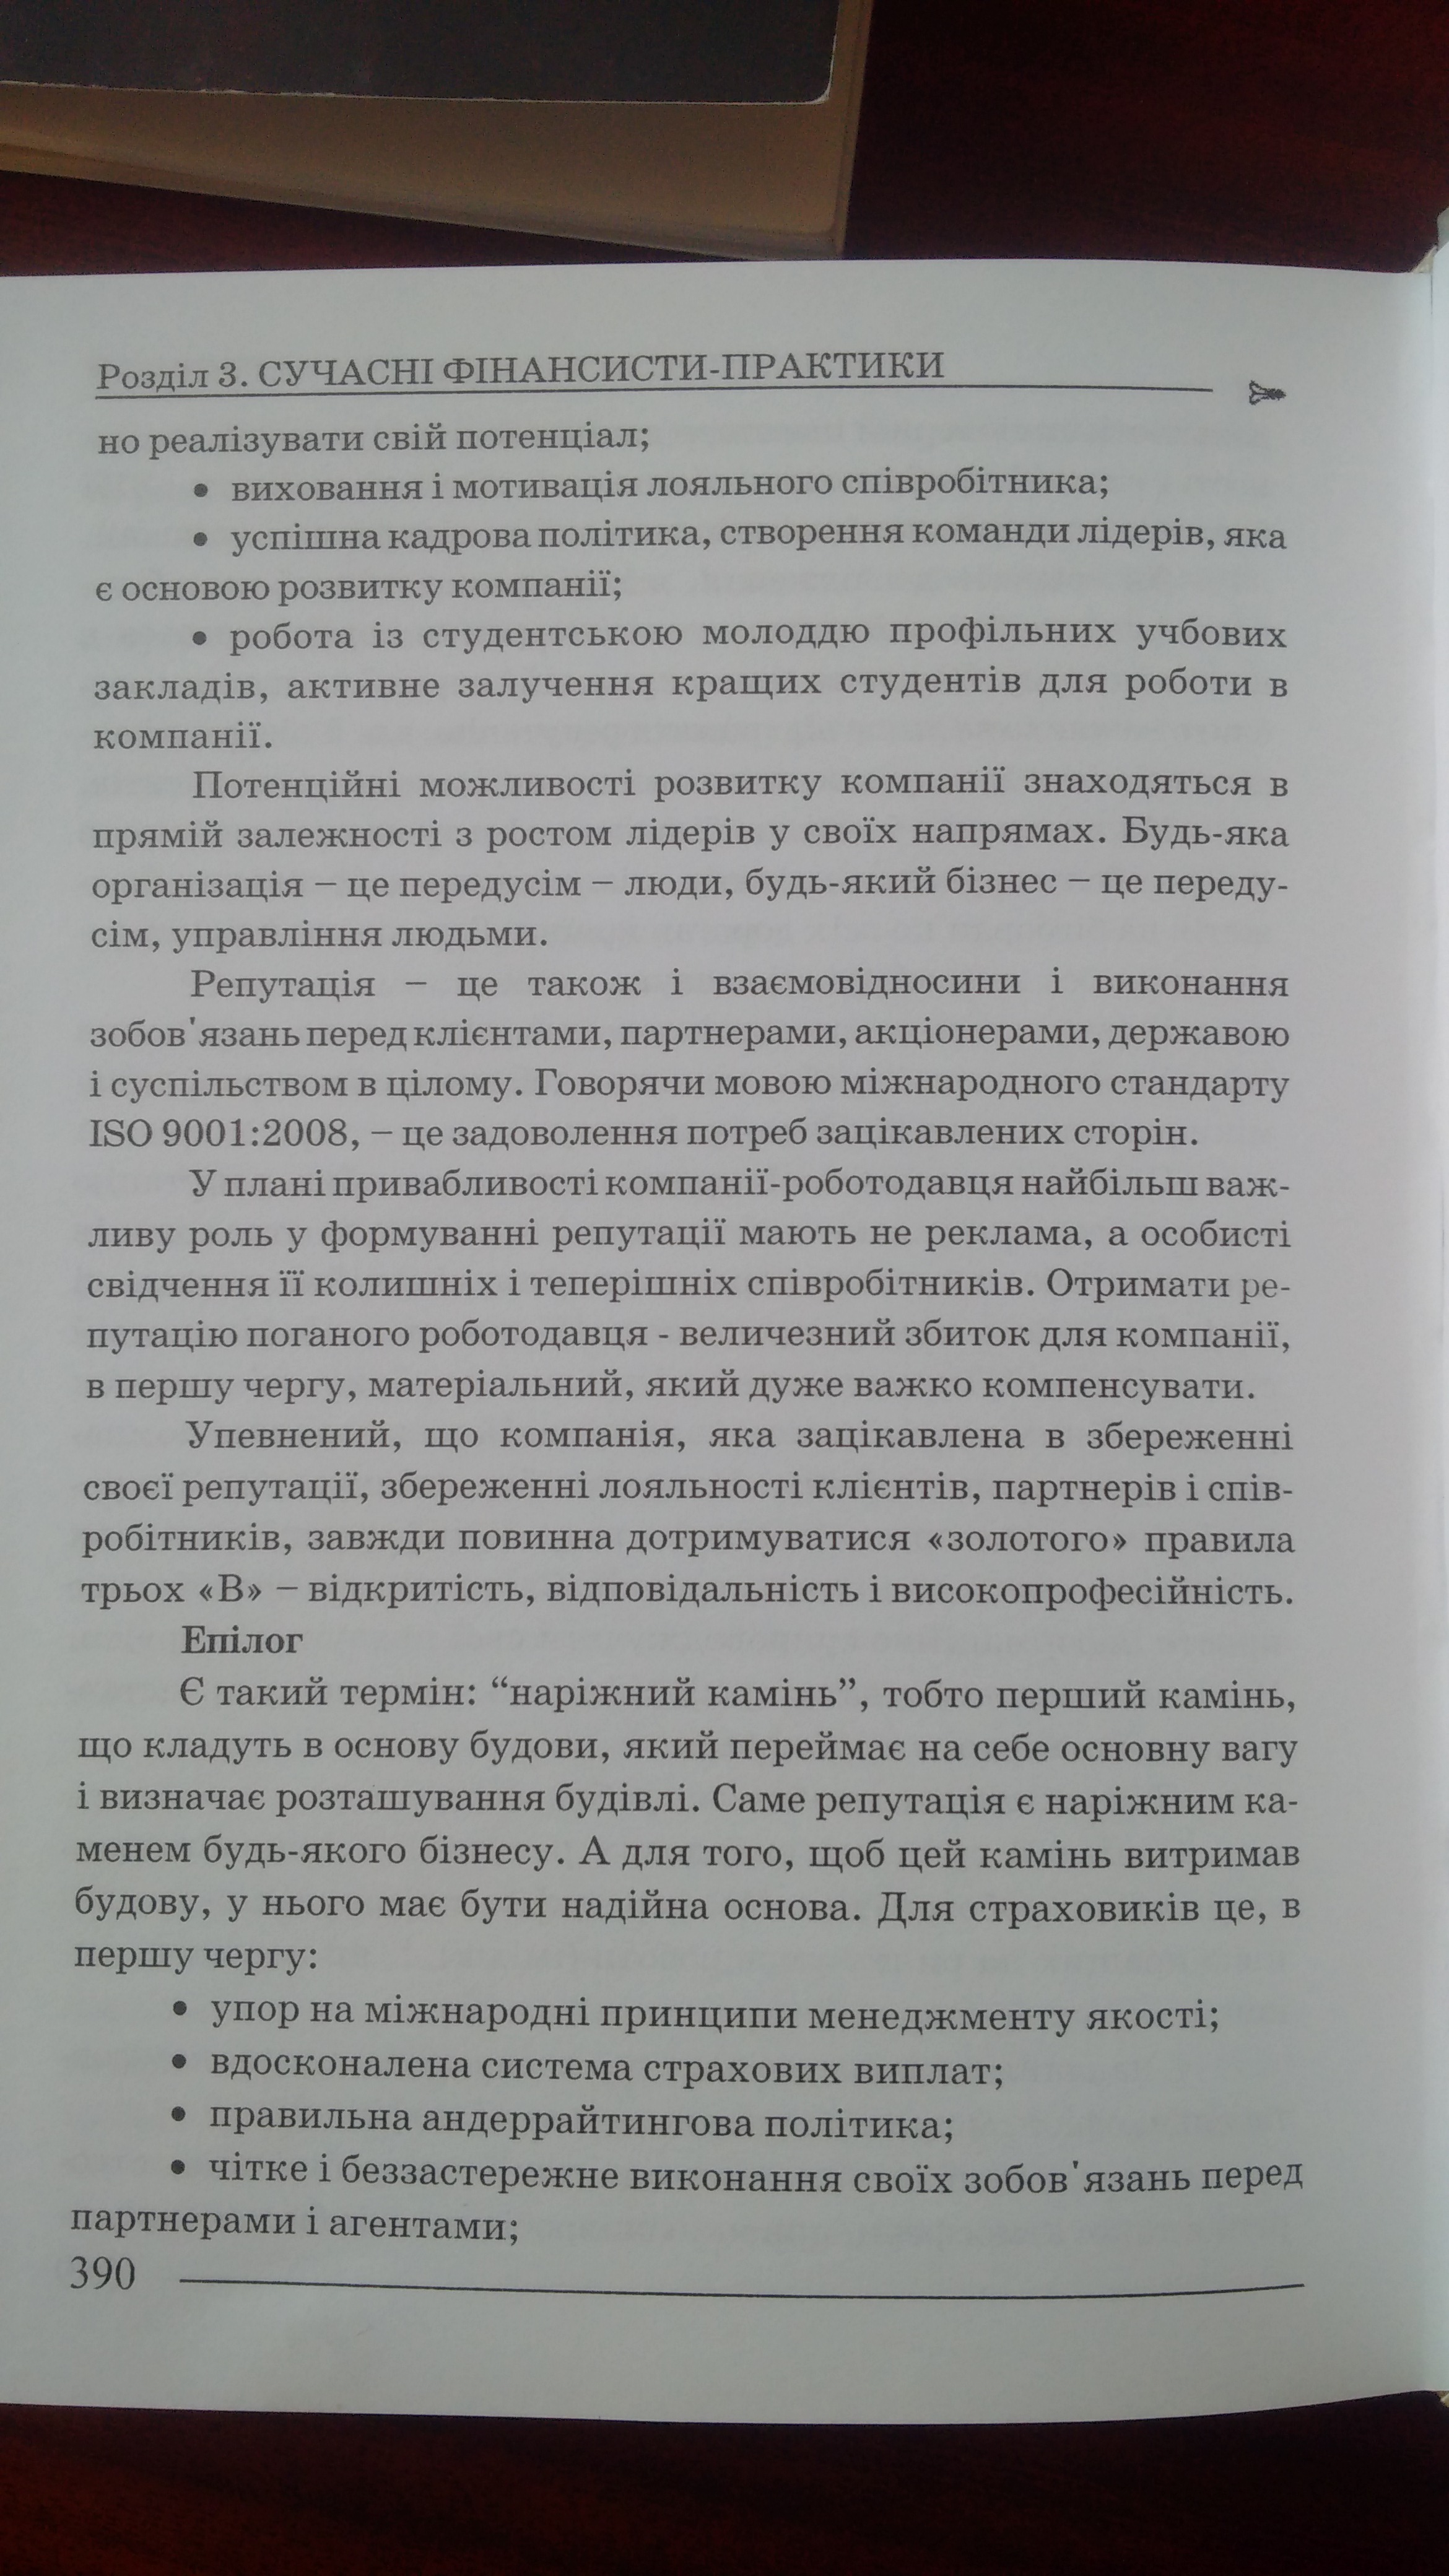 Розділ 3. СУЧАСНІ ФІНАНСИСТИ-ПРАКТИКИ
но реалізувати свій потенціал;
• виховання і мотивація лояльного співробітника;
• успішна кадрова політика, створення команди лідерів, яка
є основою розвитку компанії;
• робота із студентською молоддю профільних учбових
закладів, активне залучення кращих студентів для роботи в
компанії.
Потенційні можливості розвитку компанії знаходяться в
прямій залежності з ростом лідерів у своїх напрямах. Будь-яка
організація – це передусім – люди, будь-який бізнес – це переду-
сім, управління людьми.
Репутація – це також і взаємовідносини і виконання
зобов'язань перед клієнтами, партнерами, акціонерами, державою
і суспільством в цілому. Говорячи мовою міжнародного стандарту
ISO 9001:2008, – це задоволення потреб зацікавлених сторін.
У плані привабливості компанії-роботодавця найбільш важ-
ливу роль у формуванні репутації мають не реклама, а особисті
свідчення її колишніх і теперішніх співробітників. Отримати ре-
путацію поганого роботодавця - величезний збиток для компанії,
в першу чергу, матеріальний, який дуже важко компенсувати.
Упевнений, що компанія, яка зацікавлена в збереженні
своєї репутації, збереженні лояльності клієнтів, партнерів і спів-
робітників, завжди повинна дотримуватися «золотого» правила
трьох «В» – відкритість, відповідальність і високопрофесійність.
Епілог
Є такий термін: “наріжний камінь”, тобто перший камінь,
що кладуть в основу будови, який переймає на себе основну вагу
і визначає розташування будівлі. Саме репутація є наріжним ка-
менем будь-якого бізнесу. А для того, щоб цей камінь витримав
будову, у нього має бути надійна основа. Для страховиків це, в
першу чергу:
• упор на міжнародні принципи менеджменту якості;
• вдосконалена система страхових виплат;
• правильна андеррайтингова політика;
• чітке і беззастережне виконання своїх зобов'язань перед
партнерами і агентами;
390